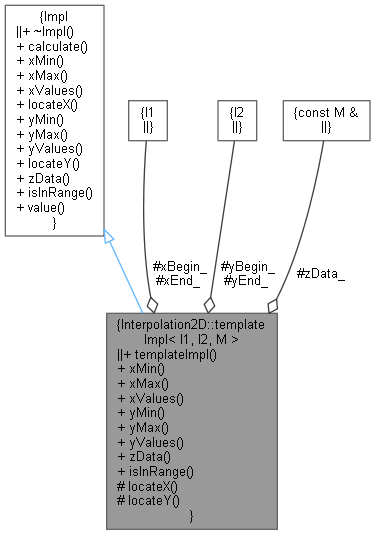 {Impl
||+ ~Impl()
+ calculate()
+ xMin()
+ xMax()
+ xValues()
+ locateX()
+ yMin()
+ yMax()
+ yValues()
+ locateY()
+ zData()
+ isInRange()
+ value()
}
{I1
||}
{I2
||}
{const M &
||}
#xBegin_
#xEnd_
#yBegin_
#yEnd_
#zData_
{Interpolation2D::template
Impl< I1, I2, M >
||+ templateImpl()
+ xMin()
+ xMax()
+ xValues()
+ yMin()
+ yMax()
+ yValues()
+ zData()
+ isInRange()
# locateX()
# locateY()
}